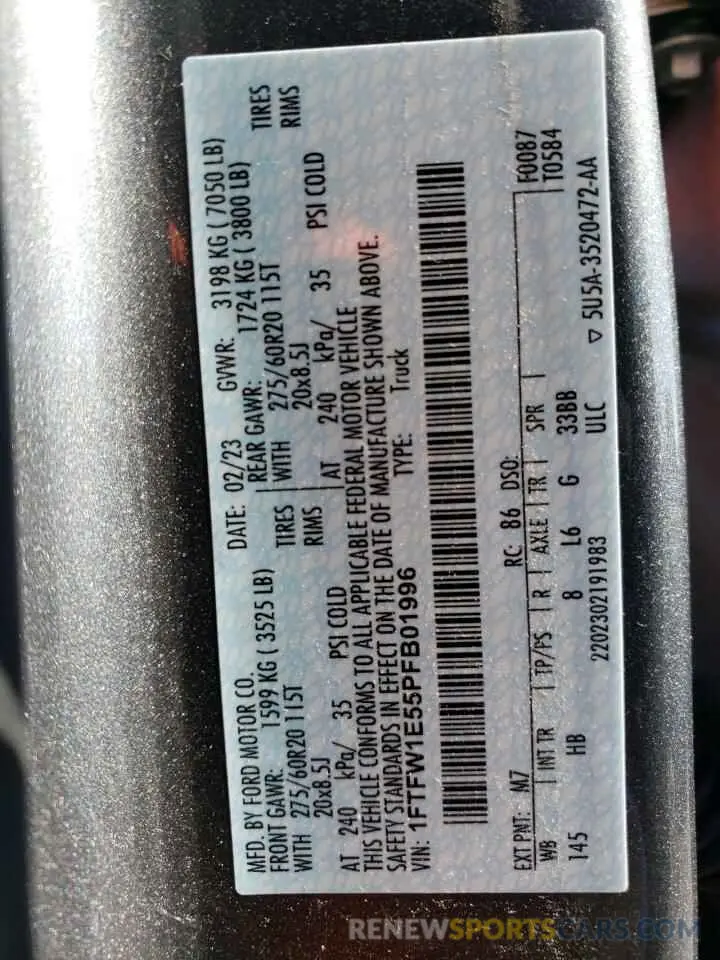 MFD. BY FORD MOTOR CO. DATE: 02/23 GVWR: 3198 KG ( 7050 LB)
FRONT GAWR: 1599 KG ( 3525 LB) REAR GAWR: 1724 KG ( 3800 LB)
WITH 275/60R20 115T TIRES WITH 275/60R20 115T TIRES
20x8.5J RIMS 20x8.5J RIMS
AT 240 kPa/ 35 PSI COLD AT 240 kPa/ 35 PSI COLD
THIS VEHICLE CONFORMS TO ALL APPLICABLE FEDERAL MOTOR VEHICLE
SAFETY STANDARDS IN EFFECT ON THE DATE OF MANUFACTURE SHOWN ABOVE.
VIN: 1FTFW1E55PFB01996 TYPE: Truck
EXT PNT: M7 RC: 86 DSO: F0087
WB INT TR TP/PS R AXLE TR SPR T0584
145 HB 8 L6 G 33BB
2202302191983 ULC ▽ 5U5A-3520472-AA
RENEWSPORTSCARS.COM